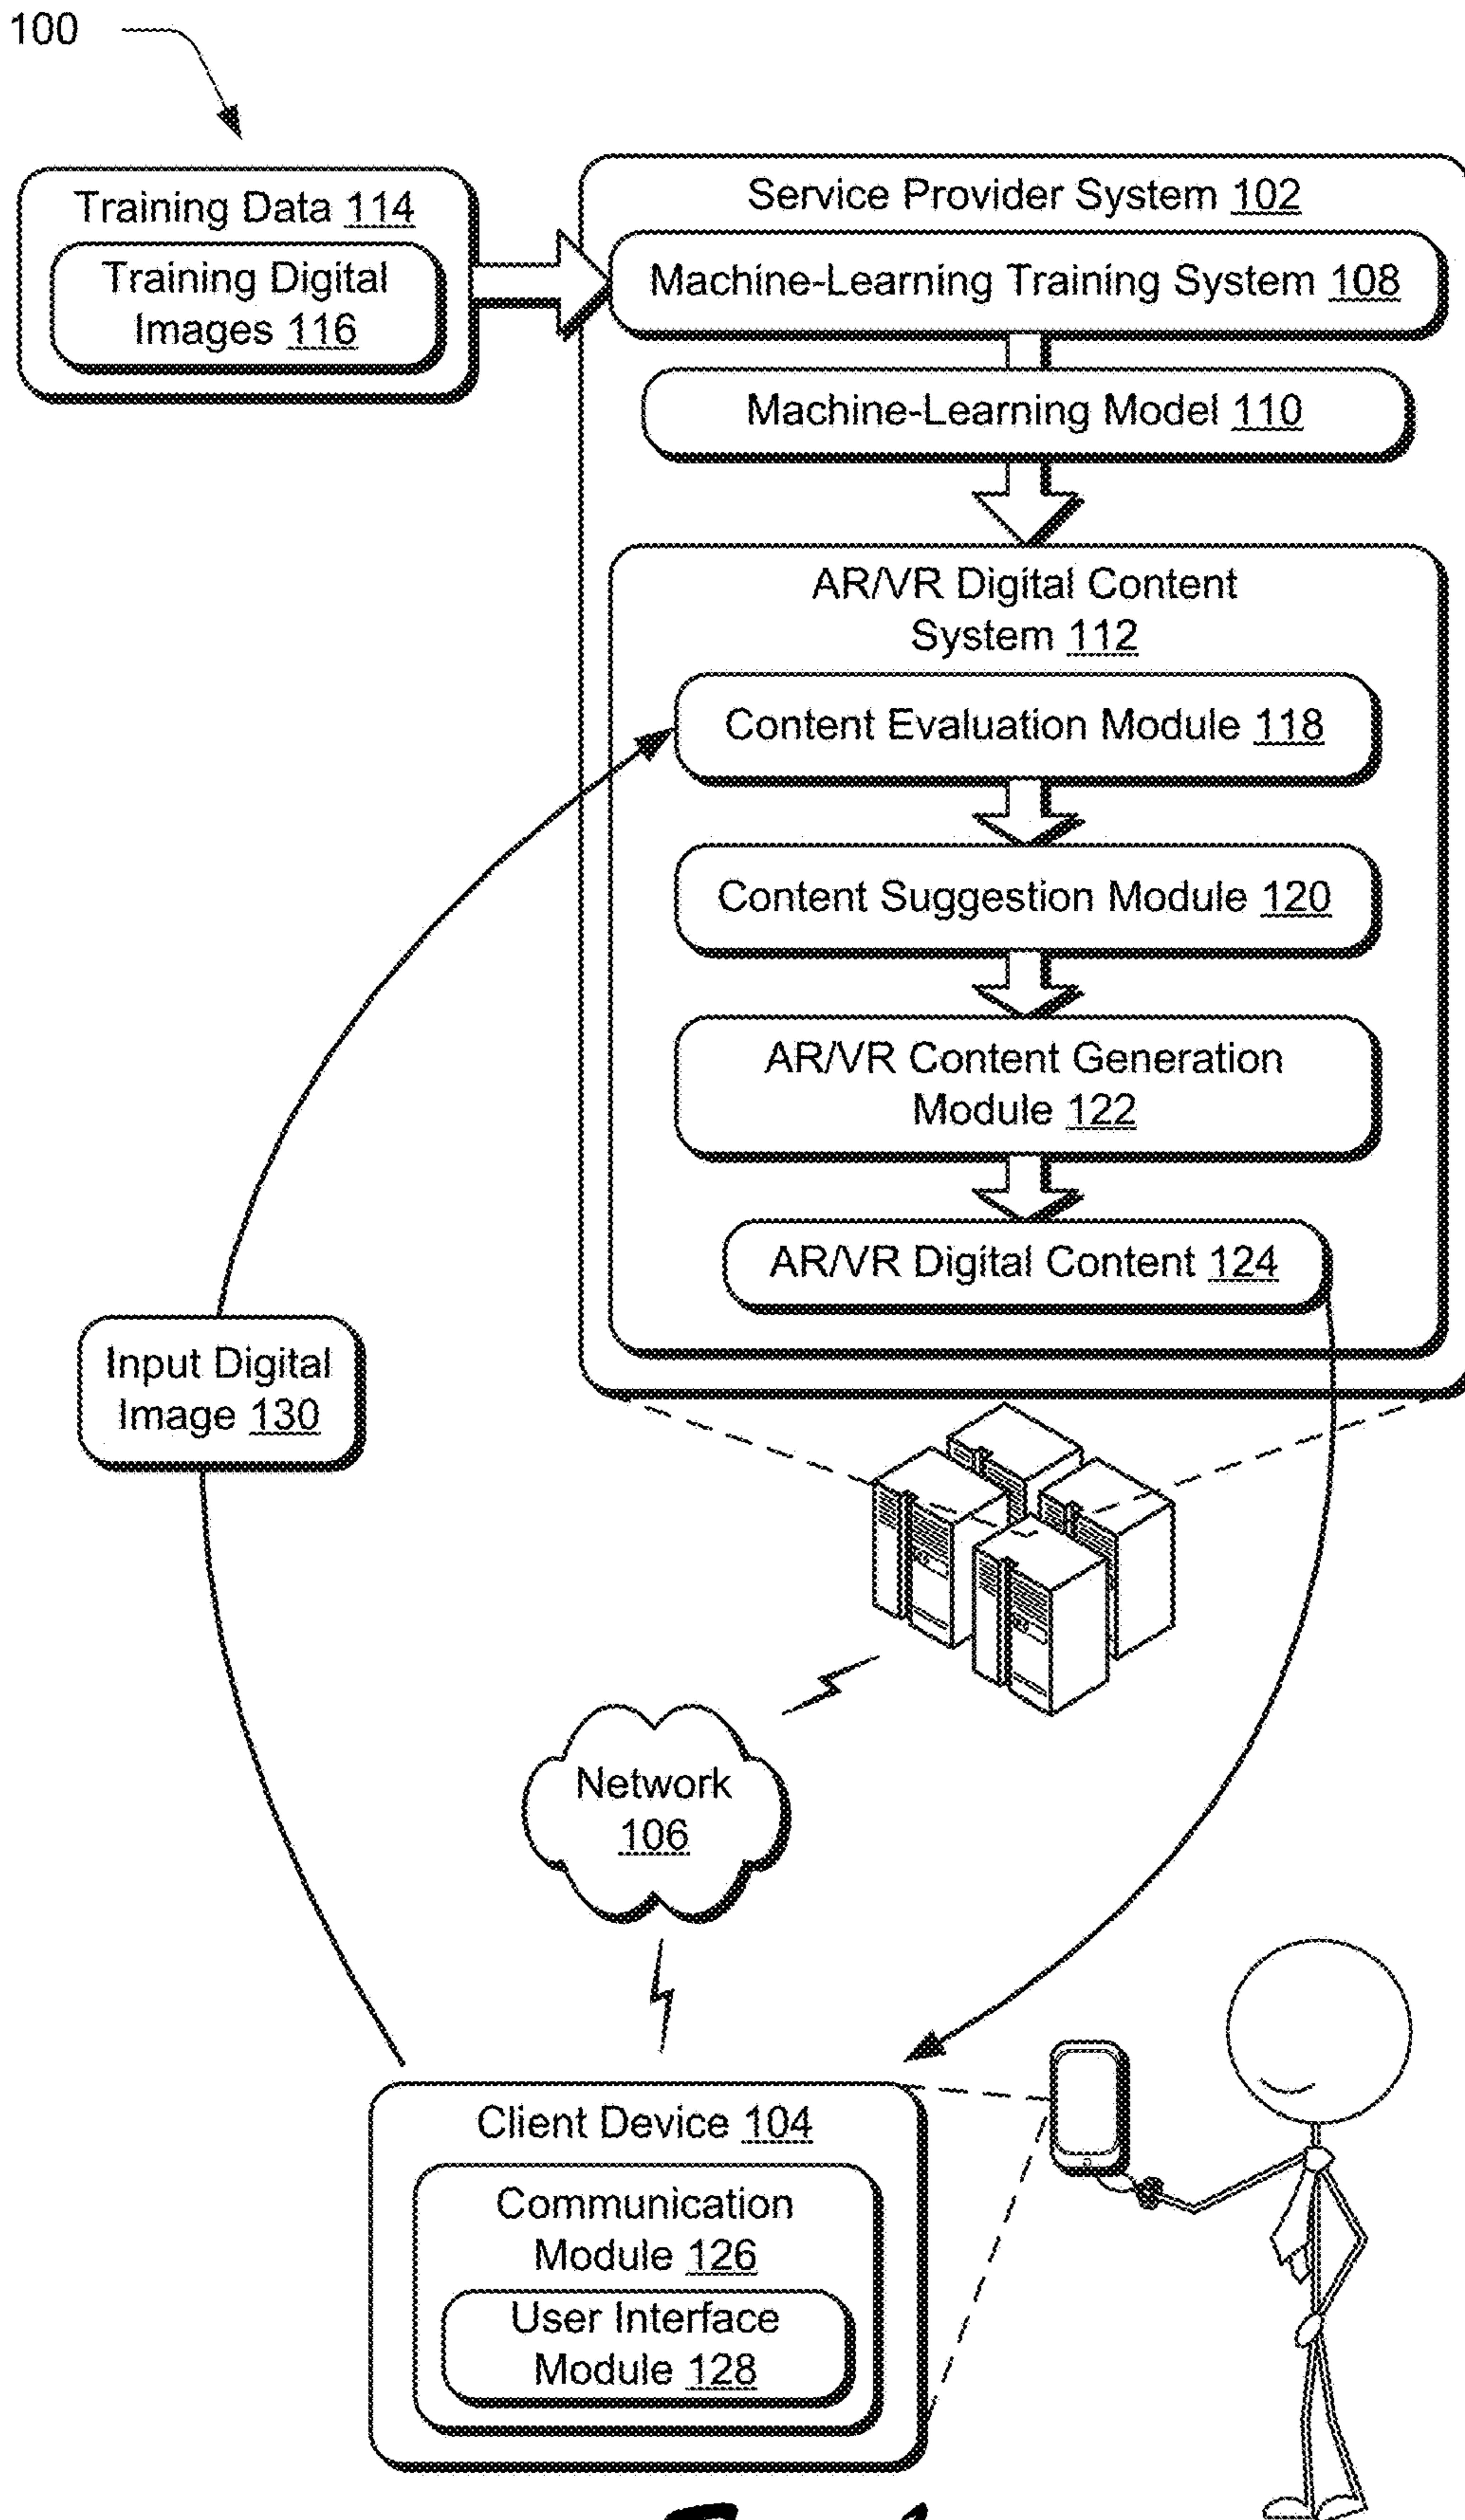 100
Training Data 114
Training Digital
Images 116
Service Provider System 102
Machine-Learning Training System 108
Machine-Learning Model 110
AR/VR Digital Content
System 112
Content Evaluation Module 118
Content Suggestion Module 120
AR/VR Content Generation
Module 122
AR/VR Digital Content 124
Input Digital
Image 130
Network
106
Client Device 104
Communication
Module 126
User Interface
Module 128